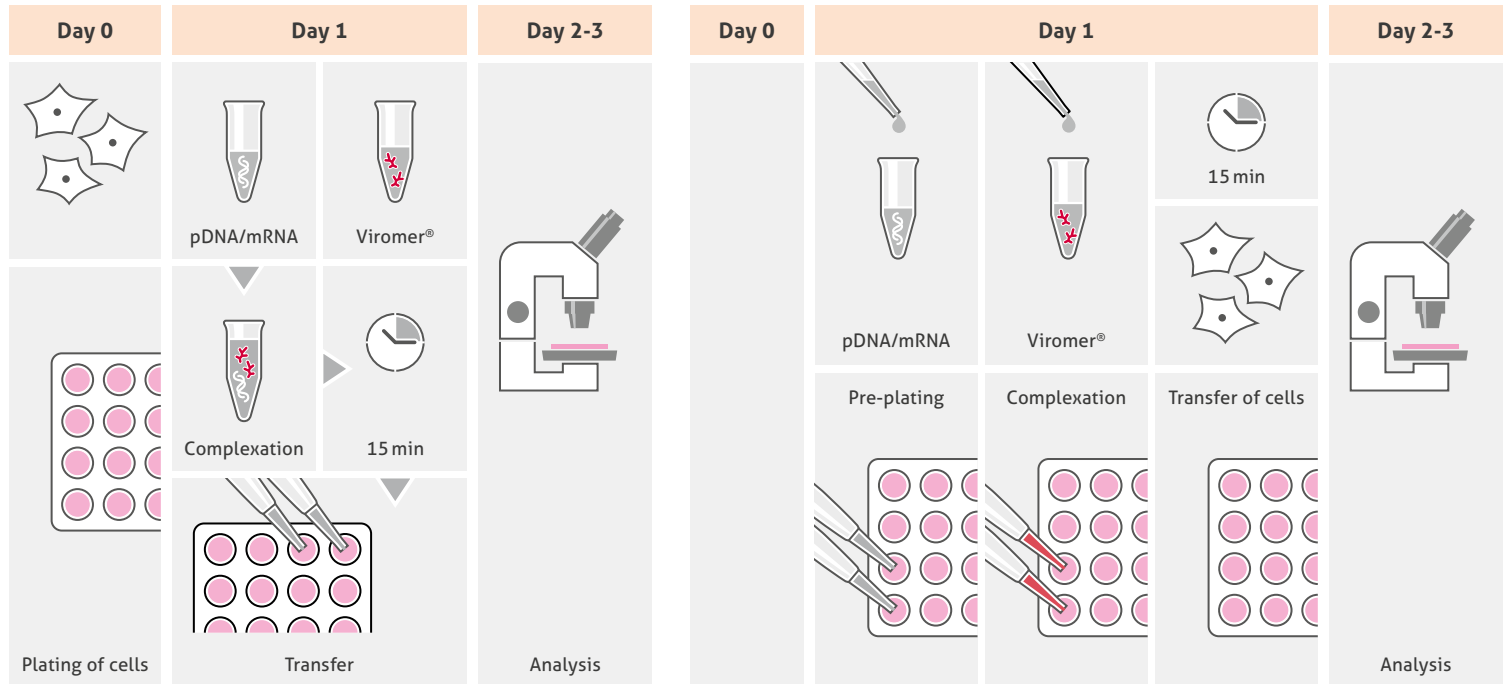 Day 0
Day 1
Day 2-3
pDNA/mRNA
Viromer®
Complexation
15 min
Plating of cells
Transfer
Analysis
Day 0
Day 1
Day 2-3
pDNA/mRNA
Viromer®
15 min
Pre-plating
Complexation
Transfer of cells
Analysis